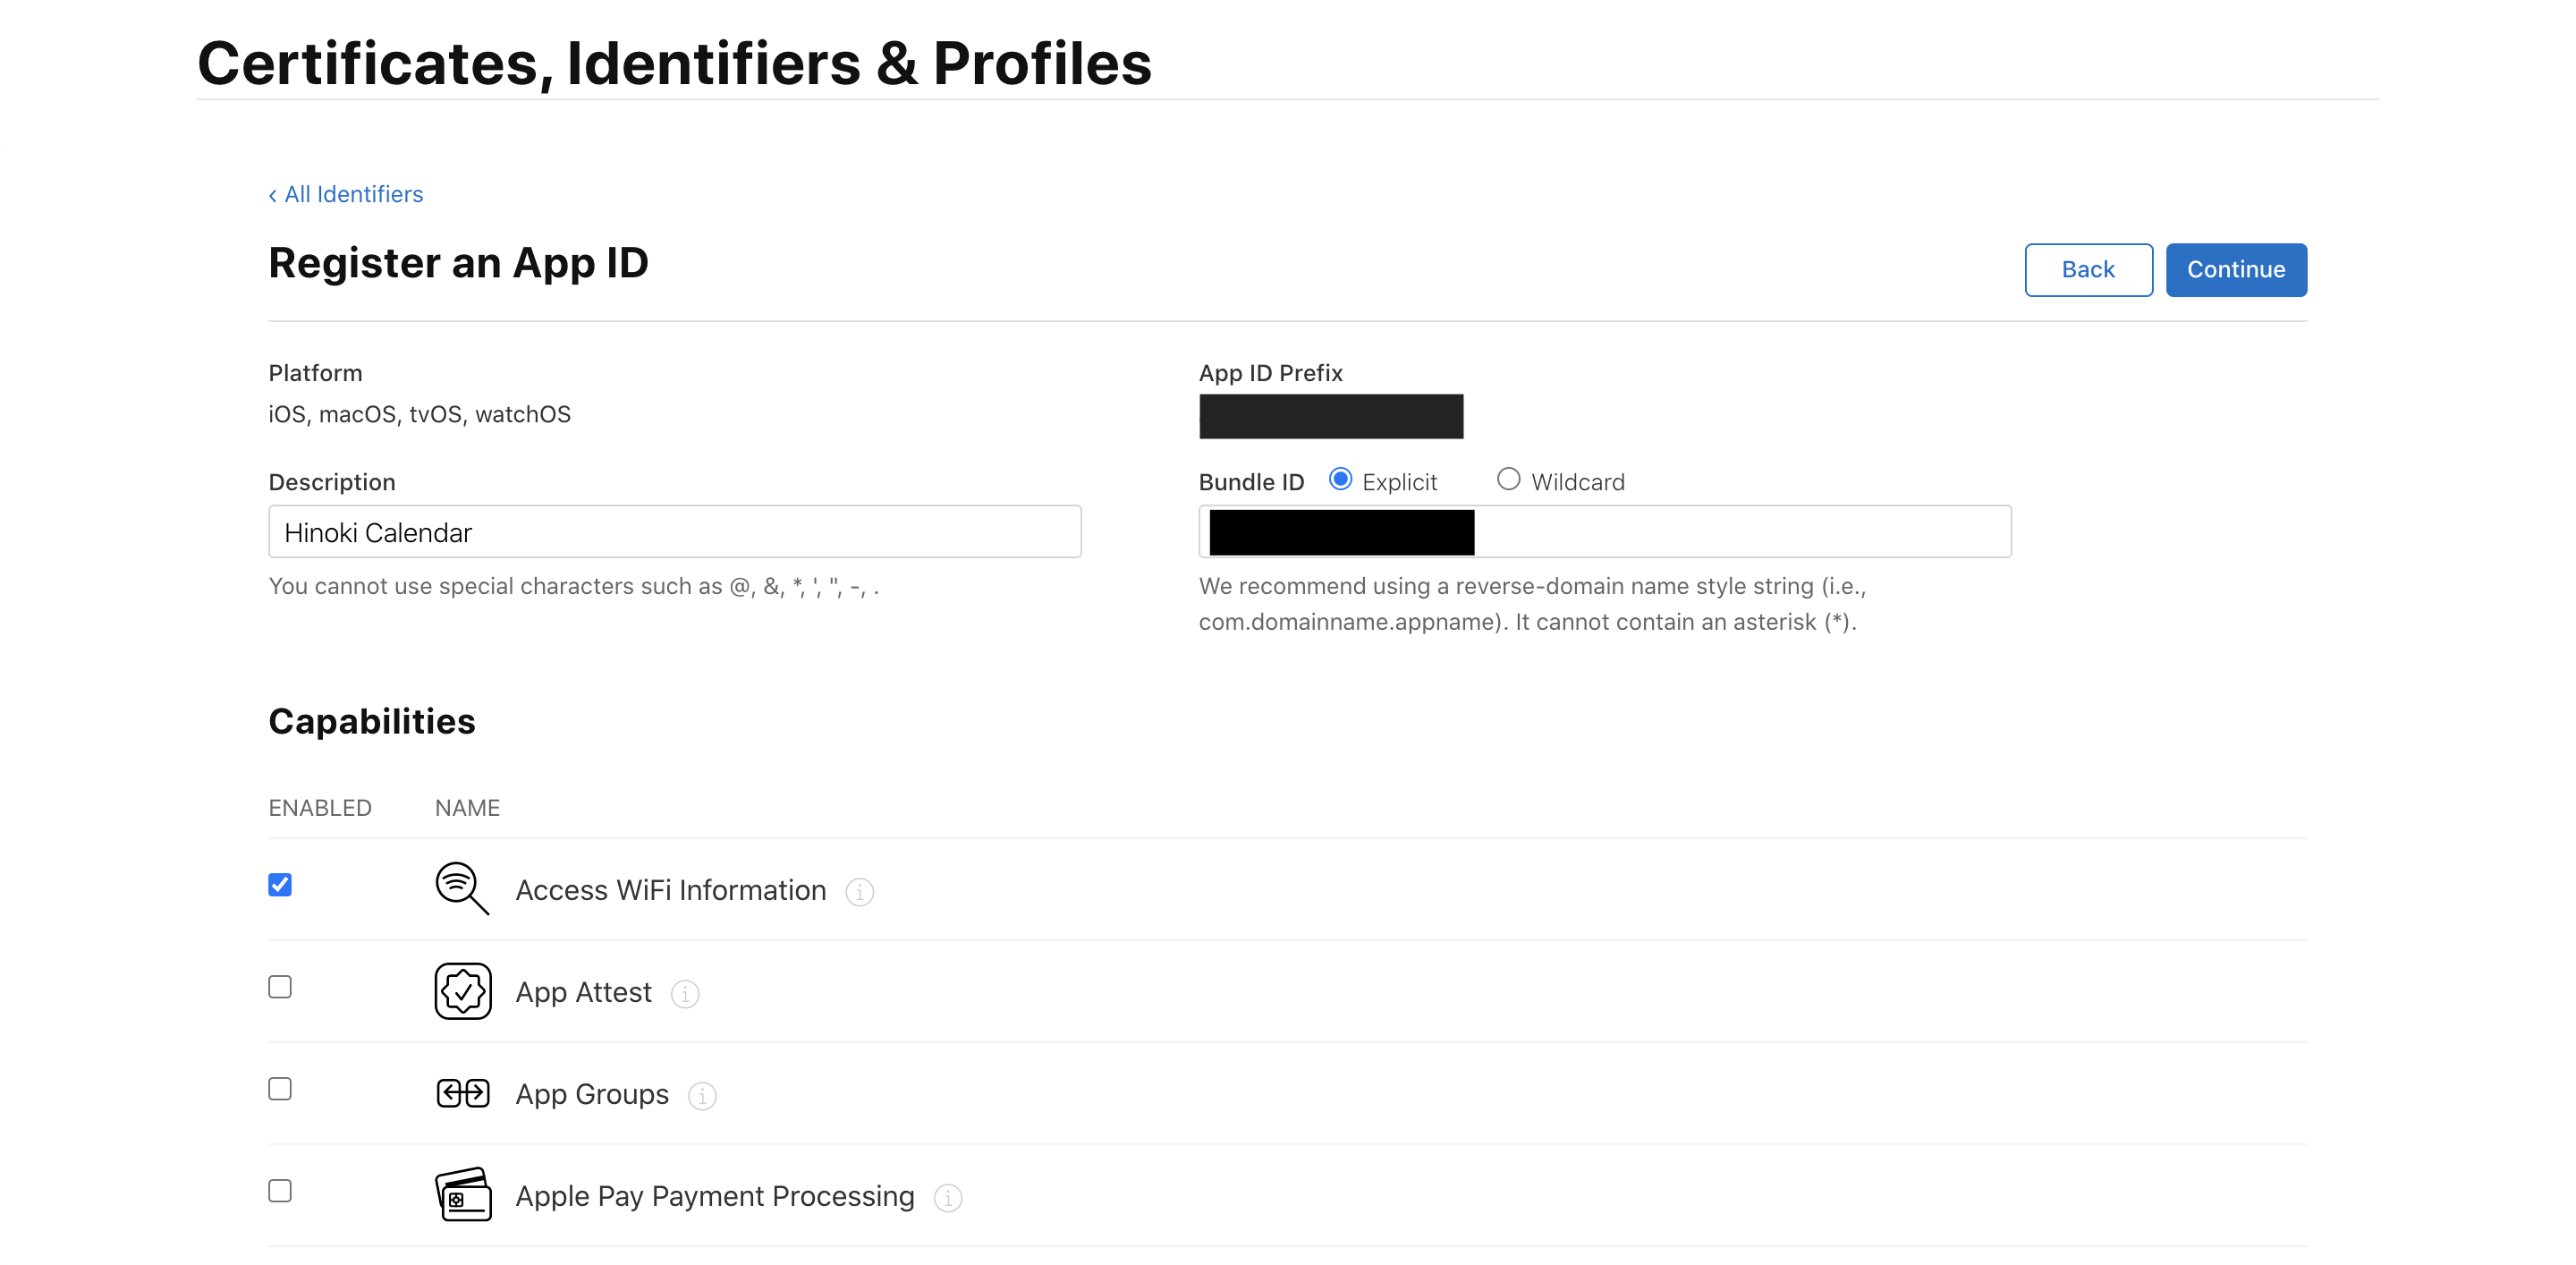 Certificates, Identifiers & Profiles
‹ All Identifiers
Register an App ID
Back
Continue
Platform
iOS, macOS, tvOS, watchOS
App ID Prefix
Description
Hinoki Calendar
You cannot use special characters such as @, &, *, ', ", -, .
Bundle ID Explicit Wildcard
We recommend using a reverse-domain name style string (i.e.,
com.domainname.appname). It cannot contain an asterisk (*).
Capabilities
ENABLED NAME
Access WiFi Information
App Attest
App Groups
Apple Pay Payment Processing